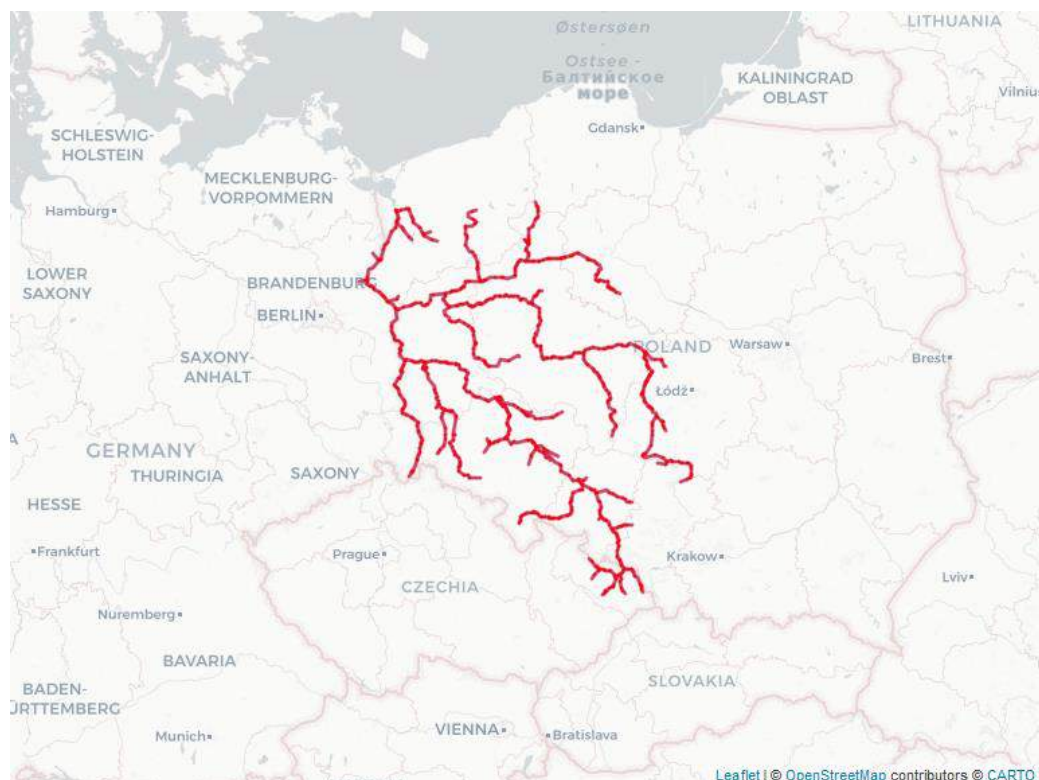 LITHUANIA
Østersøen
Ostsee -
Балтийское
море
KALININGRAD
OBLAST
Vilnius
Gdansk
SCHLESWIG-
HOLSTEIN
MECKLENBURG-
VORPOMMERN
Hamburg
LOWER
SAXONY
BRANDENBURG
BERLIN
POLAND
Warsaw
Brest
SAXONY-
ANHALT
Łódź
A
GERMANY
THURINGIA
SAXONY
HESSE
Frankfurt
Prague
Krakow
CZECHIA
Lviv
Nuremberg
BAVARIA
SLOVAKIA
BADEN-
ÜRTTEMBERG
VIENNA
Munich
Bratislava
Leaflet | © OpenStreetMap contributors © CARTO